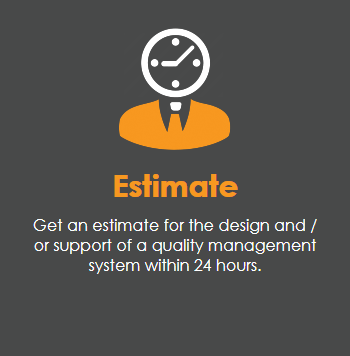 Estimate
Get an estimate for the design and /
or support of a quality management
system within 24 hours.